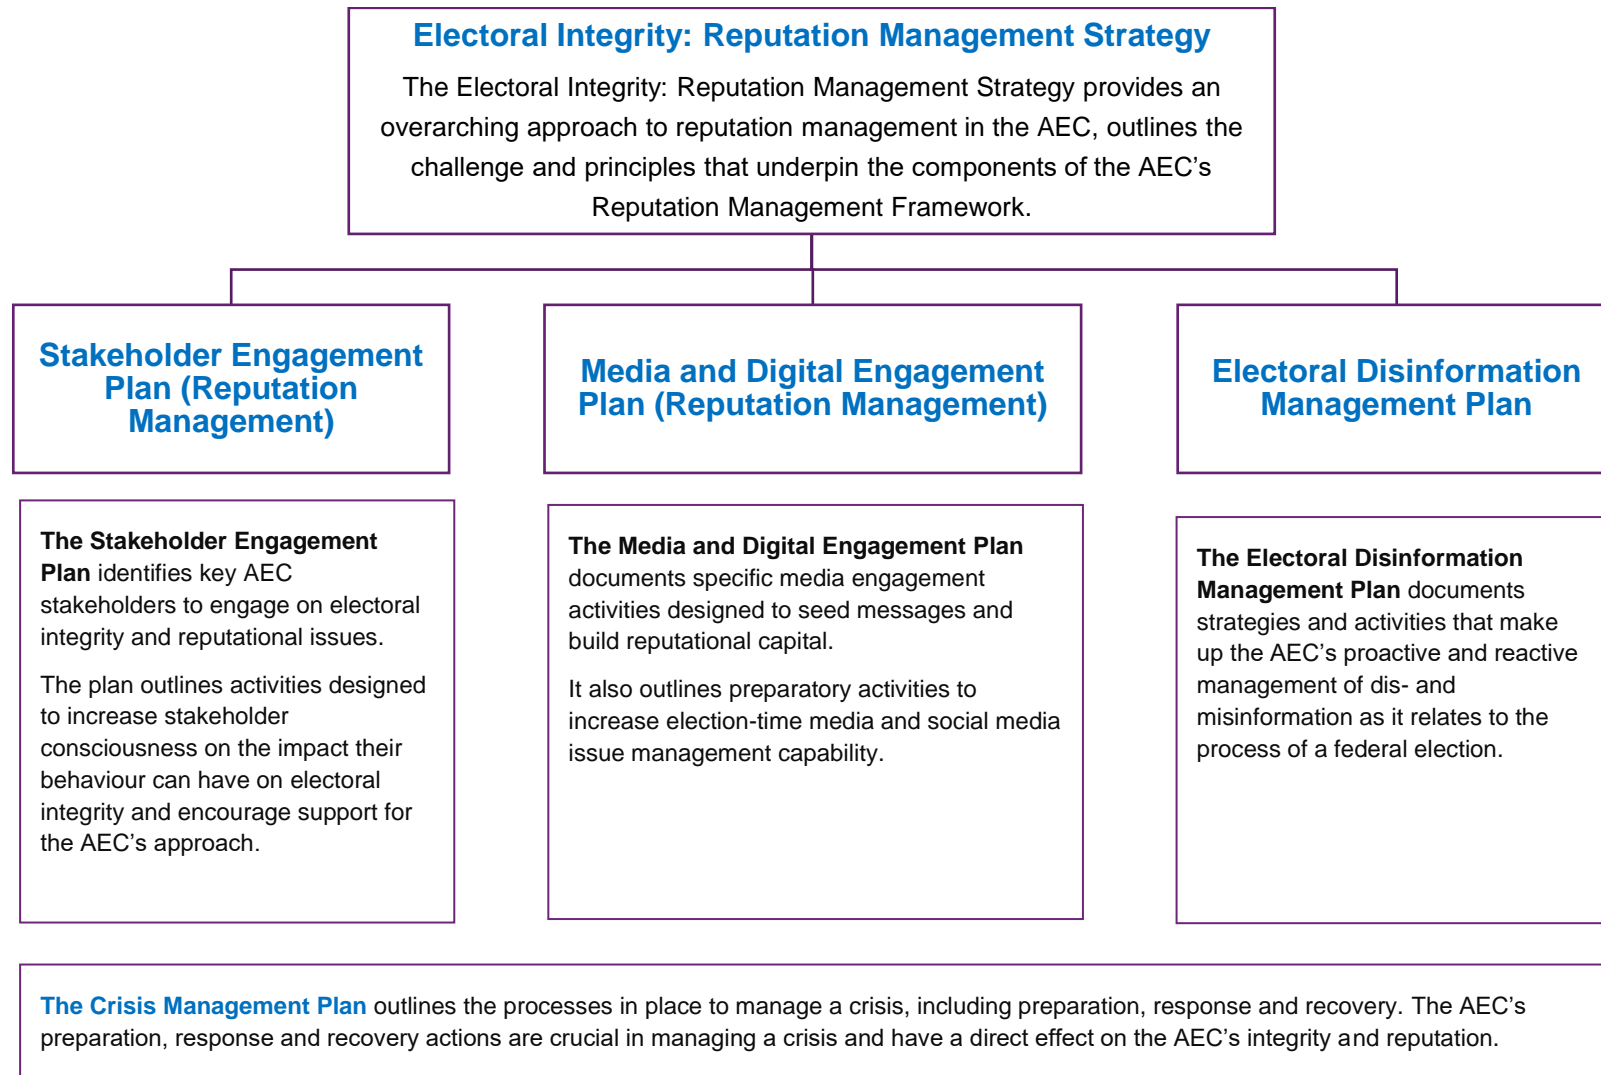 Electoral Integrity: Reputation Management Strategy
The Electoral Integrity: Reputation Management Strategy provides an
overarching approach to reputation management in the AEC, outlines the
challenge and principles that underpin the components of the AEC’s
Reputation Management Framework.
Stakeholder Engagement
Plan (Reputation
Management)
Media and Digital Engagement
Plan (Reputation Management)
Electoral Disinformation
Management Plan
The Stakeholder Engagement
Plan identifies key AEC
stakeholders to engage on electoral
integrity and reputational issues.
The plan outlines activities designed
to increase stakeholder
consciousness on the impact their
behaviour can have on electoral
integrity and encourage support for
the AEC’s approach.
The Media and Digital Engagement Plan
documents specific media engagement
activities designed to seed messages and
build reputational capital.
It also outlines preparatory activities to
increase election-time media and social media
issue management capability.
The Electoral Disinformation
Management Plan documents
strategies and activities that make
up the AEC’s proactive and reactive
management of dis- and
misinformation as it relates to the
process of a federal election.
The Crisis Management Plan outlines the processes in place to manage a crisis, including preparation, response and recovery. The AEC’s
preparation, response and recovery actions are crucial in managing a crisis and have a direct effect on the AEC’s integrity and reputation.